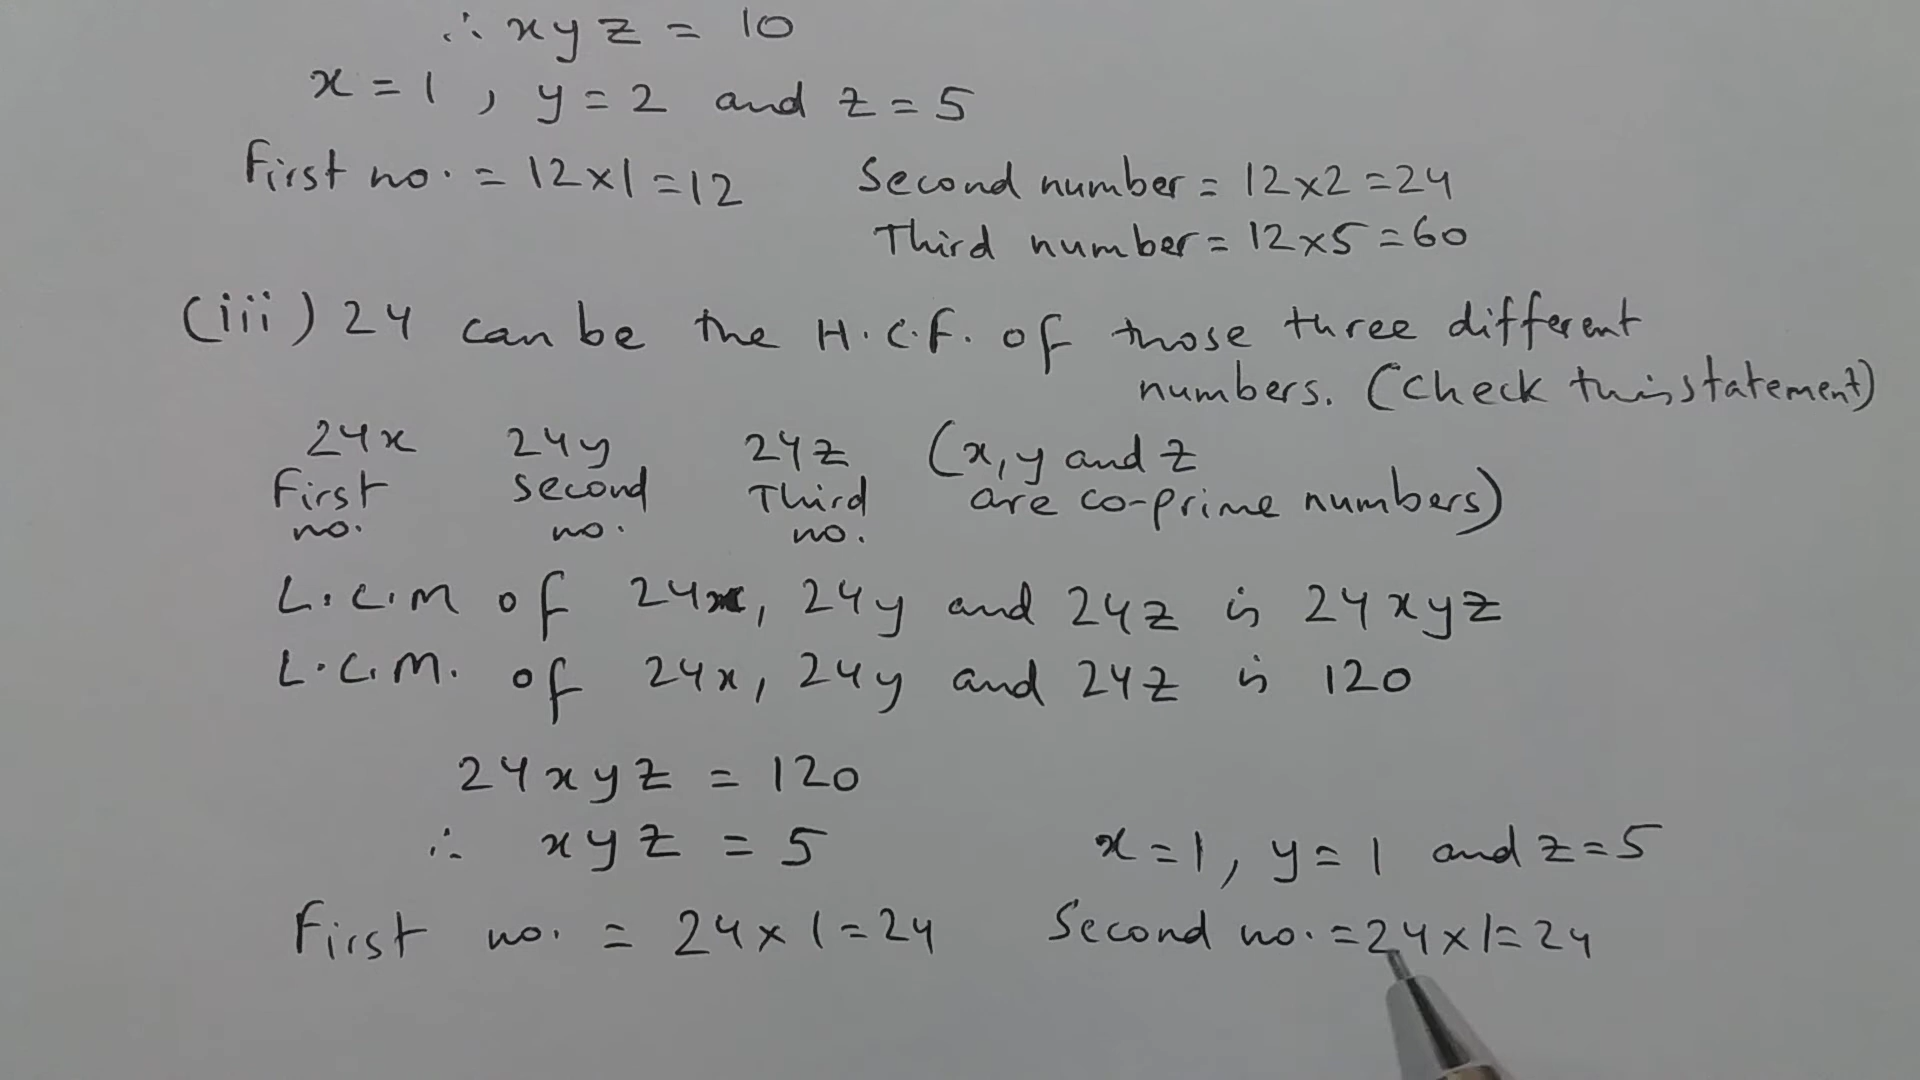 ∴ xyz = 10
x = 1, y = 2 and z = 5
First no. = 12×1=12 Second number = 12×2=24
Third number = 12×5=60
(iii) 24 can be the H.C.F. of those three different
numbers. (Check this statement)
24x 24y 24z (x, y and z
First Second Third are co-prime numbers)
no. no. no.
L.C.M of 24x, 24y and 24z is 24xyz
L.C.M. of 24x, 24y and 24z is 120
24xyz = 120
∴ xyz = 5 x = 1, y = 1 and z = 5
First no. = 24×1=24 Second no. = 24×1=24